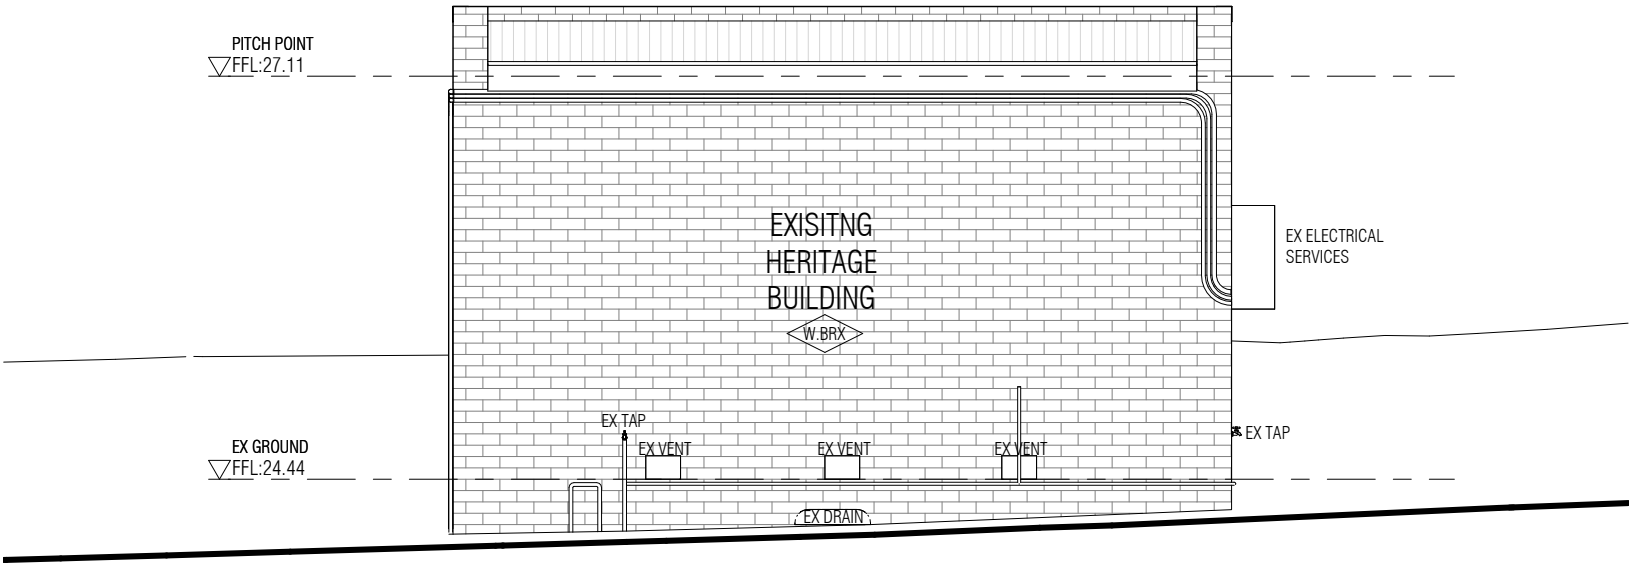 PITCH POINT
FFL:27.11
EXISITNG
HERITAGE
BUILDING
W.BRX
EX ELECTRICAL
SERVICES
EX TAP
EX VENT
EX VENT
EX VENT
EX TAP
EX GROUND
FFL:24.44
EX DRAIN